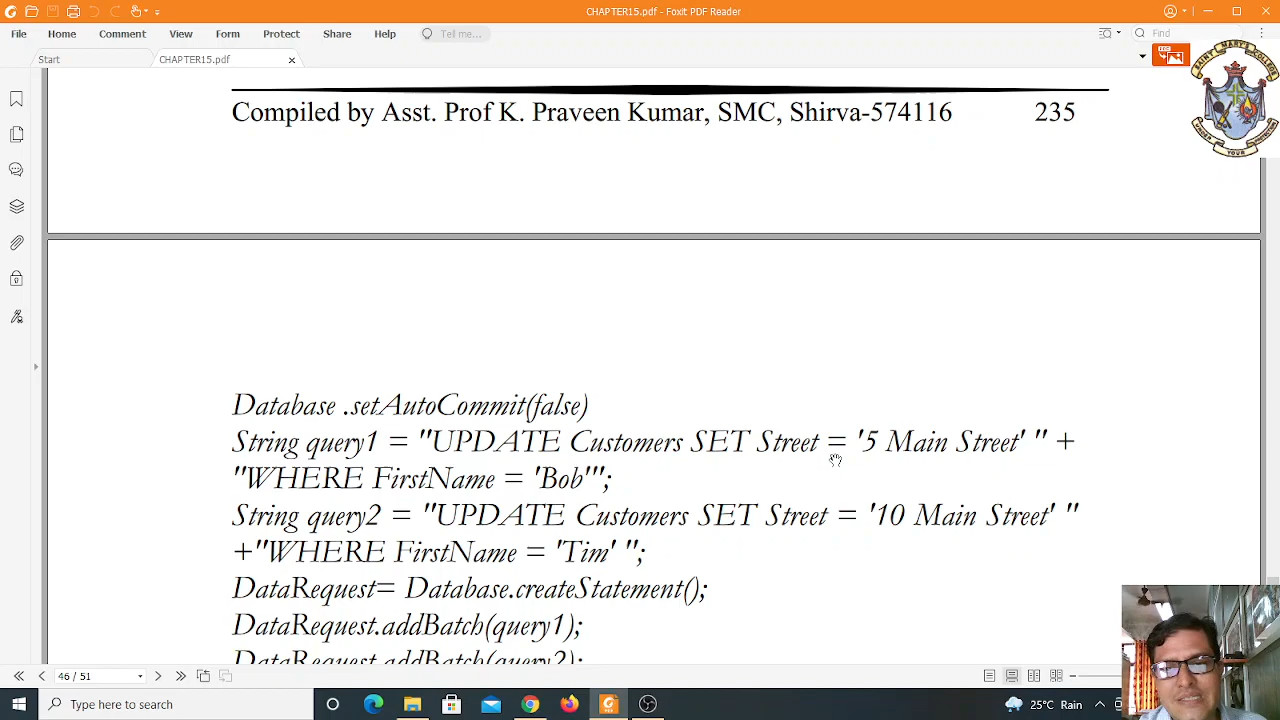 CHAPTER15.pdf - Foxit PDF Reader
File Home Comment View Form Protect Share Help Tell me... Find
Start CHAPTER15.pdf
Compiled by Asst. Prof K. Praveen Kumar, SMC, Shirva-574116 235
Database .setAutoCommit(false)
String query1 = "UPDATE Customers SET Street = '5 Main Street' " +
"WHERE FirstName = 'Bob'";
String query2 = "UPDATE Customers SET Street = '10 Main Street' "
+"WHERE FirstName = 'Tim' ";
DataRequest= Database.createStatement();
DataRequest.addBatch(query1);
DataRequest.addBatch(query2);
46 / 51
Type here to search
25°C Rain